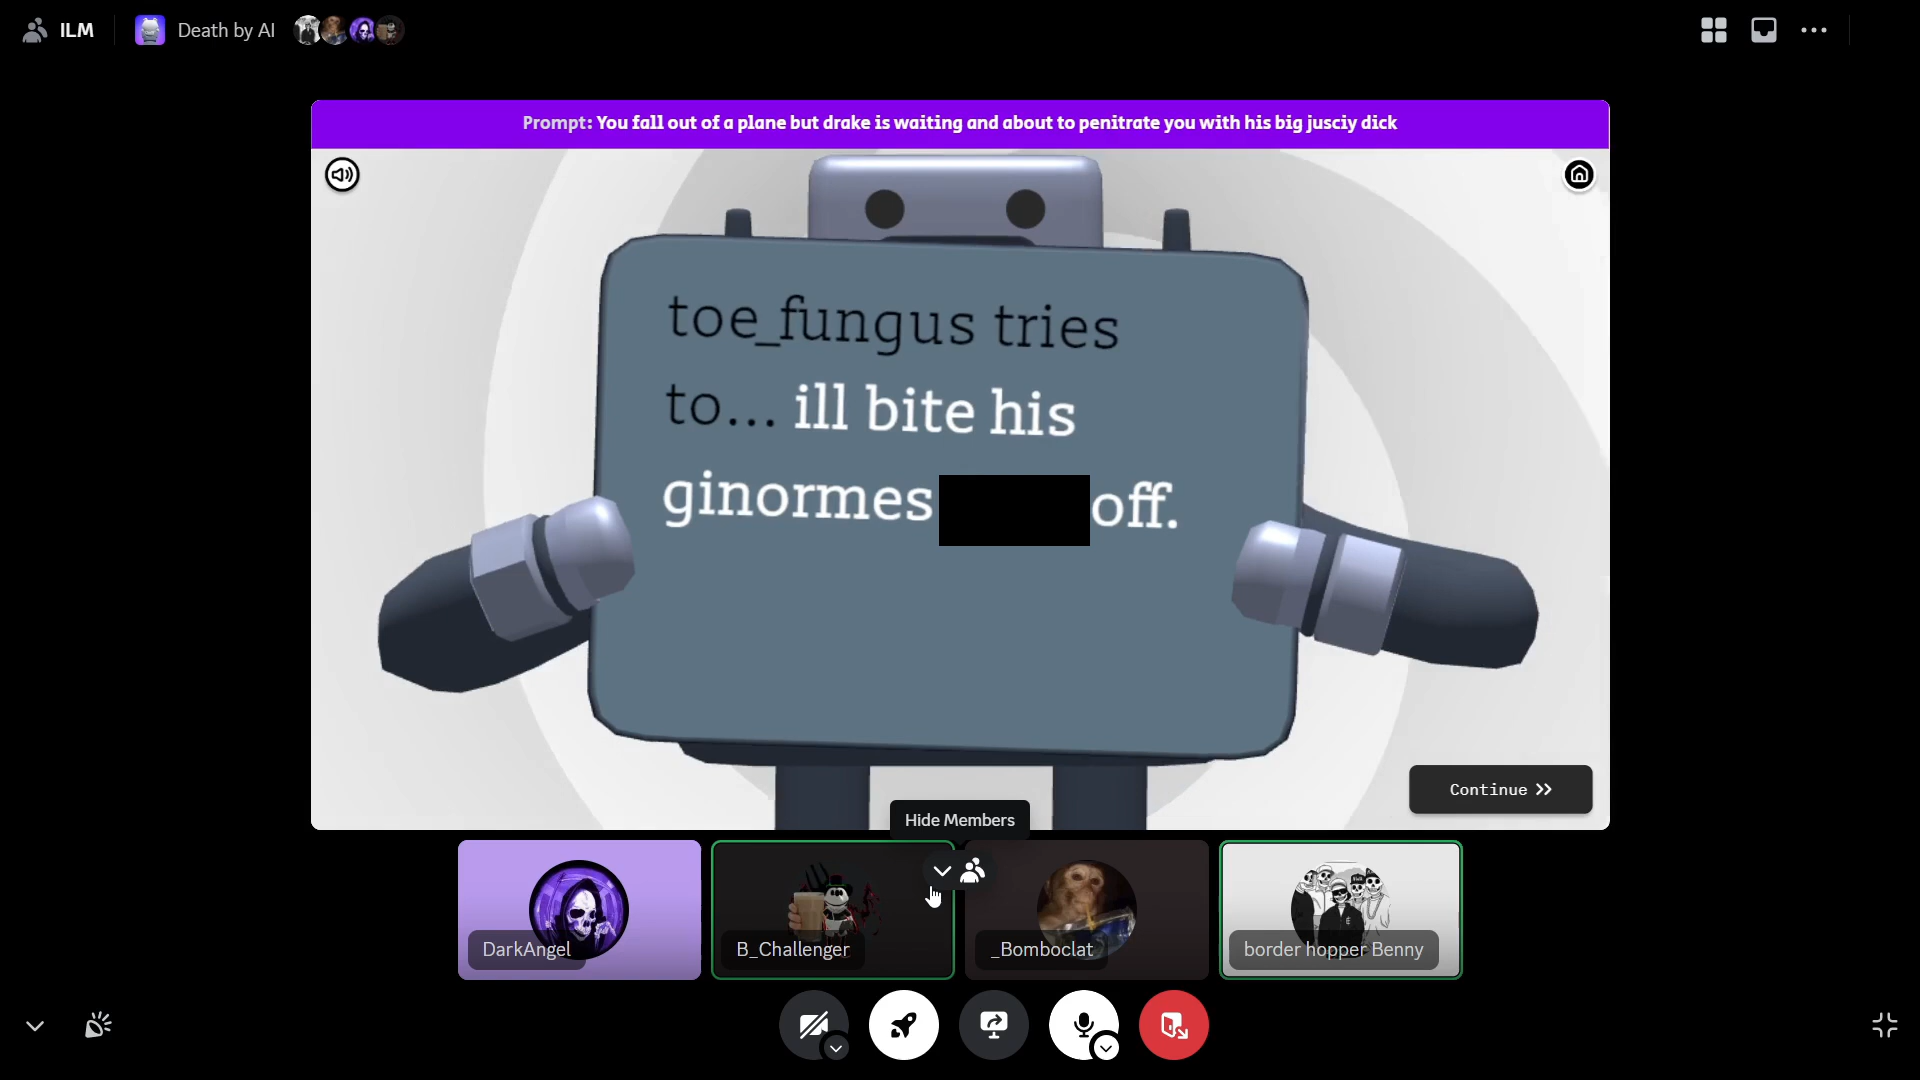 ILM
Death by AI
Prompt: You fall out of a plane but drake is waiting and about to penitrate you with his big jusciy dick
toe_fungus tries
to... ill bite his
ginormes off.
Continue
Hide Members
DarkAngel
B_Challenger
_Bomboclat
border hopper Benny